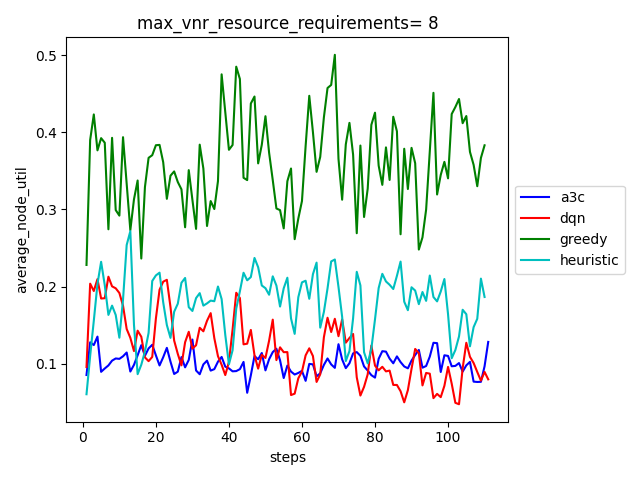 max_vnr_resource_requirements= 8
average_node_util
0.5
0.4
0.3
0.2
0.1
0
20
40
60
80
100
steps
a3c
dqn
greedy
heuristic